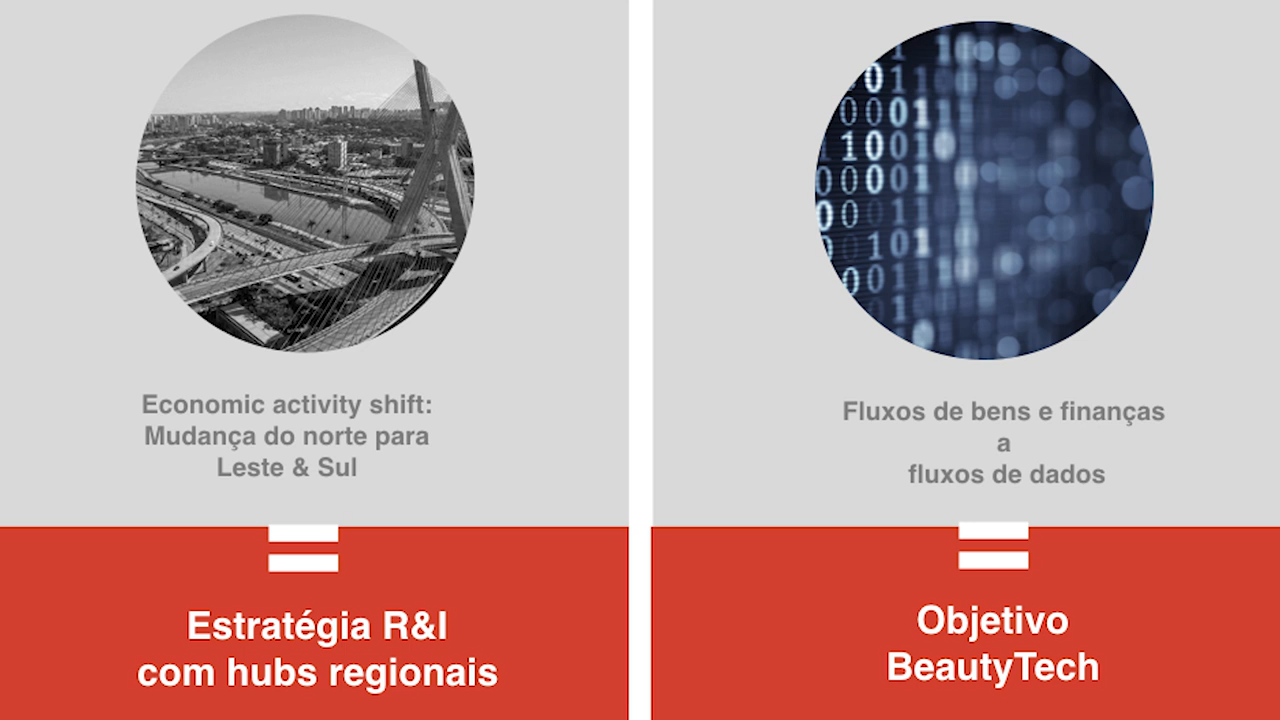 Economic activity shift:
Mudança do norte para
Leste & Sul
Estratégia R&I
com hubs regionais
Fluxos de bens e finanças
a
fluxos de dados
Objetivo
BeautyTech